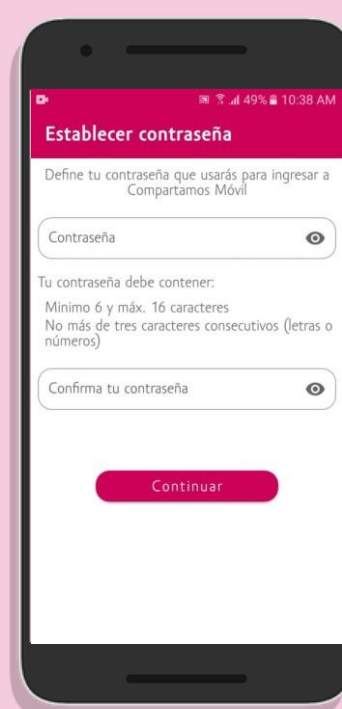 49% 10:38 AM
Establecer contraseña
Define tu contraseña que usarás para ingresar a
Compartamos Móvil
Contraseña
Tu contraseña debe contener:
Minimo 6 y máx. 16 caracteres
No más de tres caracteres consecutivos (letras o
números)
Confirma tu contraseña
Continuar